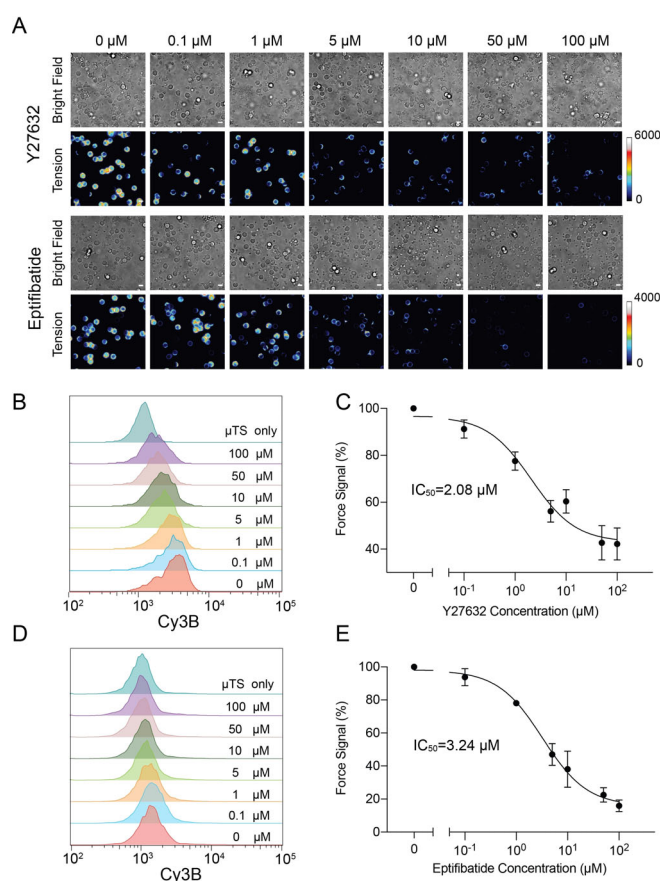 A
0 µM 0.1 µM 1 µM 5 µM 10 µM 50 µM 100 µM
Y27632
Bright Field
Tension
6000
0
Eptifibatide
Bright Field
Tension
4000
0
B
µTS only
100 µM
50 µM
10 µM
5 µM
1 µM
0.1 µM
0 µM
10² 10³ 10⁴ 10⁵
Cy3B
C
Force Signal (%)
100
80
60
40
IC₅₀=2.08 µM
0 10⁻¹ 10⁰ 10¹ 10²
Y27632 Concentration (µM)
D
µTS only
100 µM
50 µM
10 µM
5 µM
1 µM
0.1 µM
0 µM
10² 10³ 10⁴ 10⁵
Cy3B
E
Force Signal (%)
100
80
60
40
20
0
IC₅₀=3.24 µM
0 10⁻¹ 10⁰ 10¹ 10²
Eptifibatide Concentration (µM)